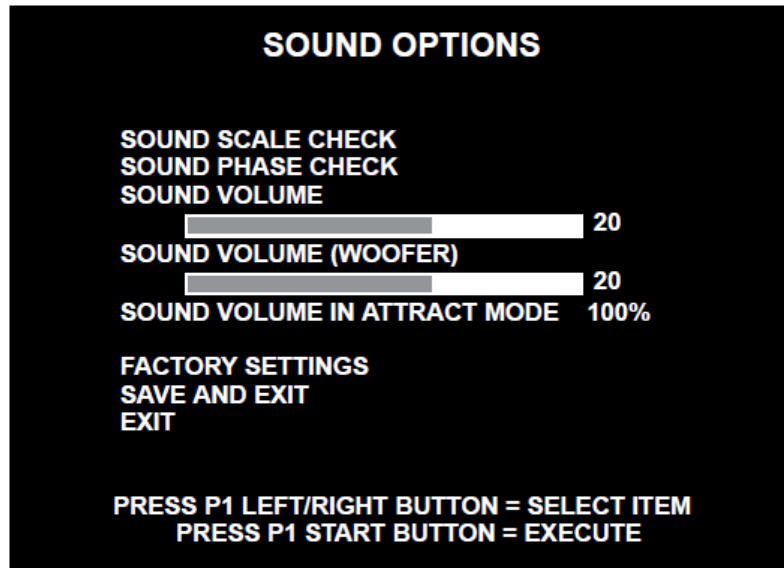 SOUND OPTIONS
SOUND SCALE CHECK
SOUND PHASE CHECK
SOUND VOLUME
20
SOUND VOLUME (WOOFER)
20
SOUND VOLUME IN ATTRACT MODE 100%
FACTORY SETTINGS
SAVE AND EXIT
EXIT
PRESS P1 LEFT/RIGHT BUTTON = SELECT ITEM
PRESS P1 START BUTTON = EXECUTE